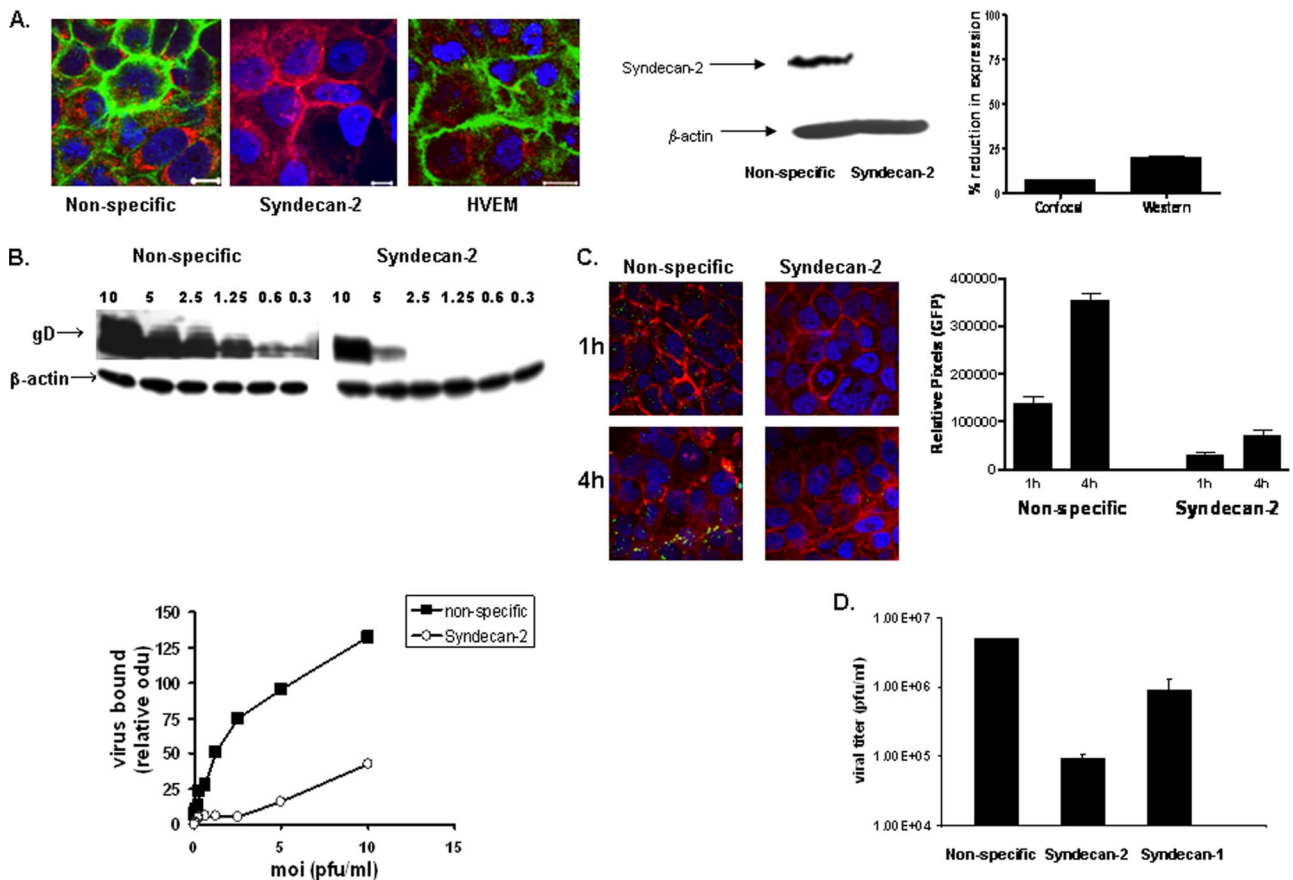 A.
Non-specific
Syndecan-2
HVEM
Syndecan-2
β-actin
Non-specific Syndecan-2
% reduction in expression
100
75
50
25
0
Confocal
Western
B.
Non-specific
Syndecan-2
10 5 2.5 1.25 0.6 0.3
10 5 2.5 1.25 0.6 0.3
gD
β-actin
virus bound
(relative odu)
150
125
100
75
50
25
0
0 5 10 15
moi (pfu/ml)
non-specific
Syndecan-2
C.
Non-specific
Syndecan-2
1h
4h
Relative Pixels (GFP)
400000
300000
200000
100000
0
1h 4h 1h 4h
Non-specific Syndecan-2
D.
viral titer (pfu/ml)
1.00E+07
1.00E+06
1.00E+05
1.00E+04
Non-specific Syndecan-2 Syndecan-1